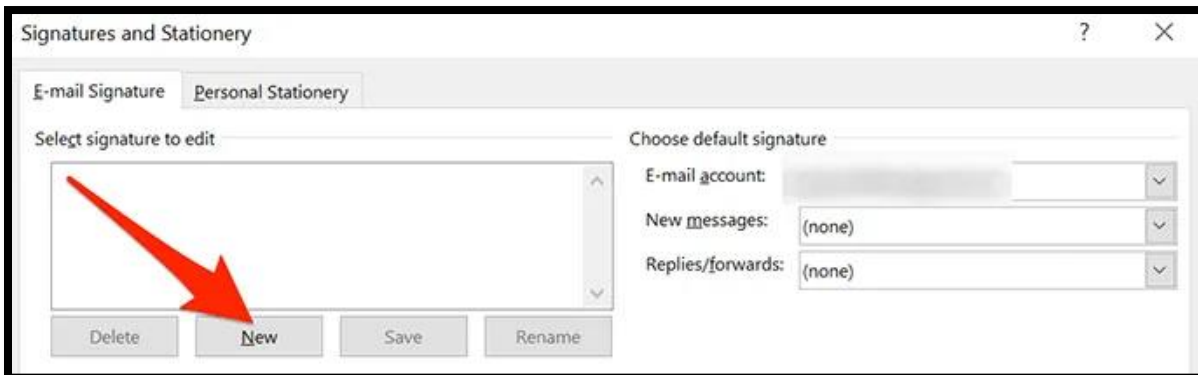 Signatures and Stationery ? ×
E-mail Signature Personal Stationery
Select signature to edit
Choose default signature
E-mail account:
New messages: (none)
Replies/forwards: (none)
Delete New Save Rename